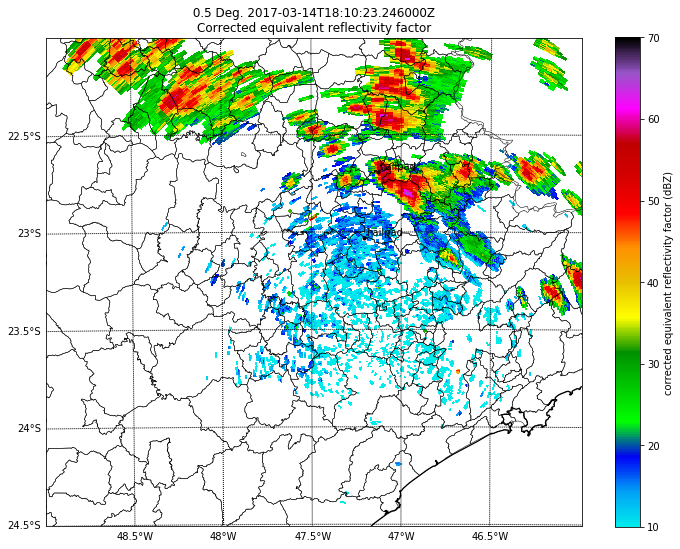 0.5 Deg. 2017-03-14T18:10:23.246000Z
Corrected equivalent reflectivity factor
70
60
50
40
30
20
10
corrected equivalent reflectivity factor (dBZ)
22.5°S
23°S
23.5°S
24°S
24.5°S
48.5°W
48°W
47.5°W
47°W
46.5°W